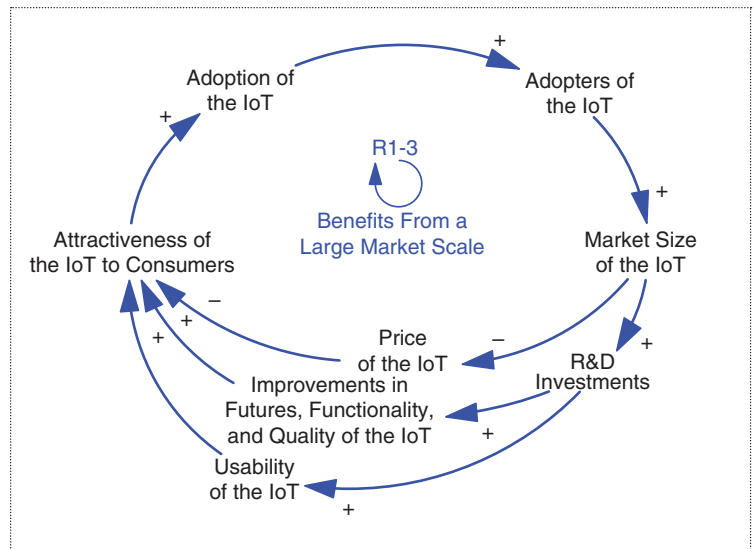 +
Adoption of
the IoT
Adopters of
the IoT
+
R1-3
Benefits From a
Large Market Scale
+
Attractiveness of
the IoT to Consumers
Market Size
of the IoT
–
+
+
Price
of the IoT
–
R&D
Investments
+
Improvements in
Futures, Functionality,
and Quality of the IoT
+
Usability
of the IoT
+